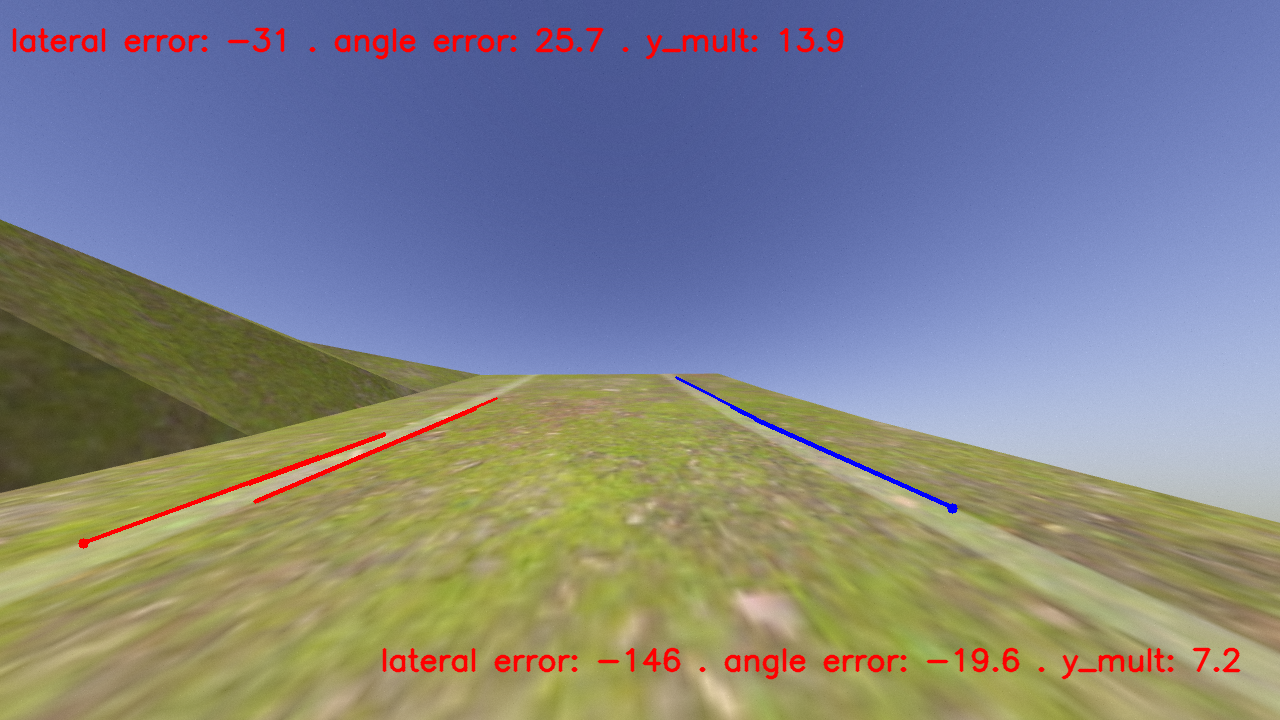 lateral error: -31 . angle error: 25.7 . y_mult: 13.9
lateral error: -146 . angle error: -19.6 . y_mult: 7.2